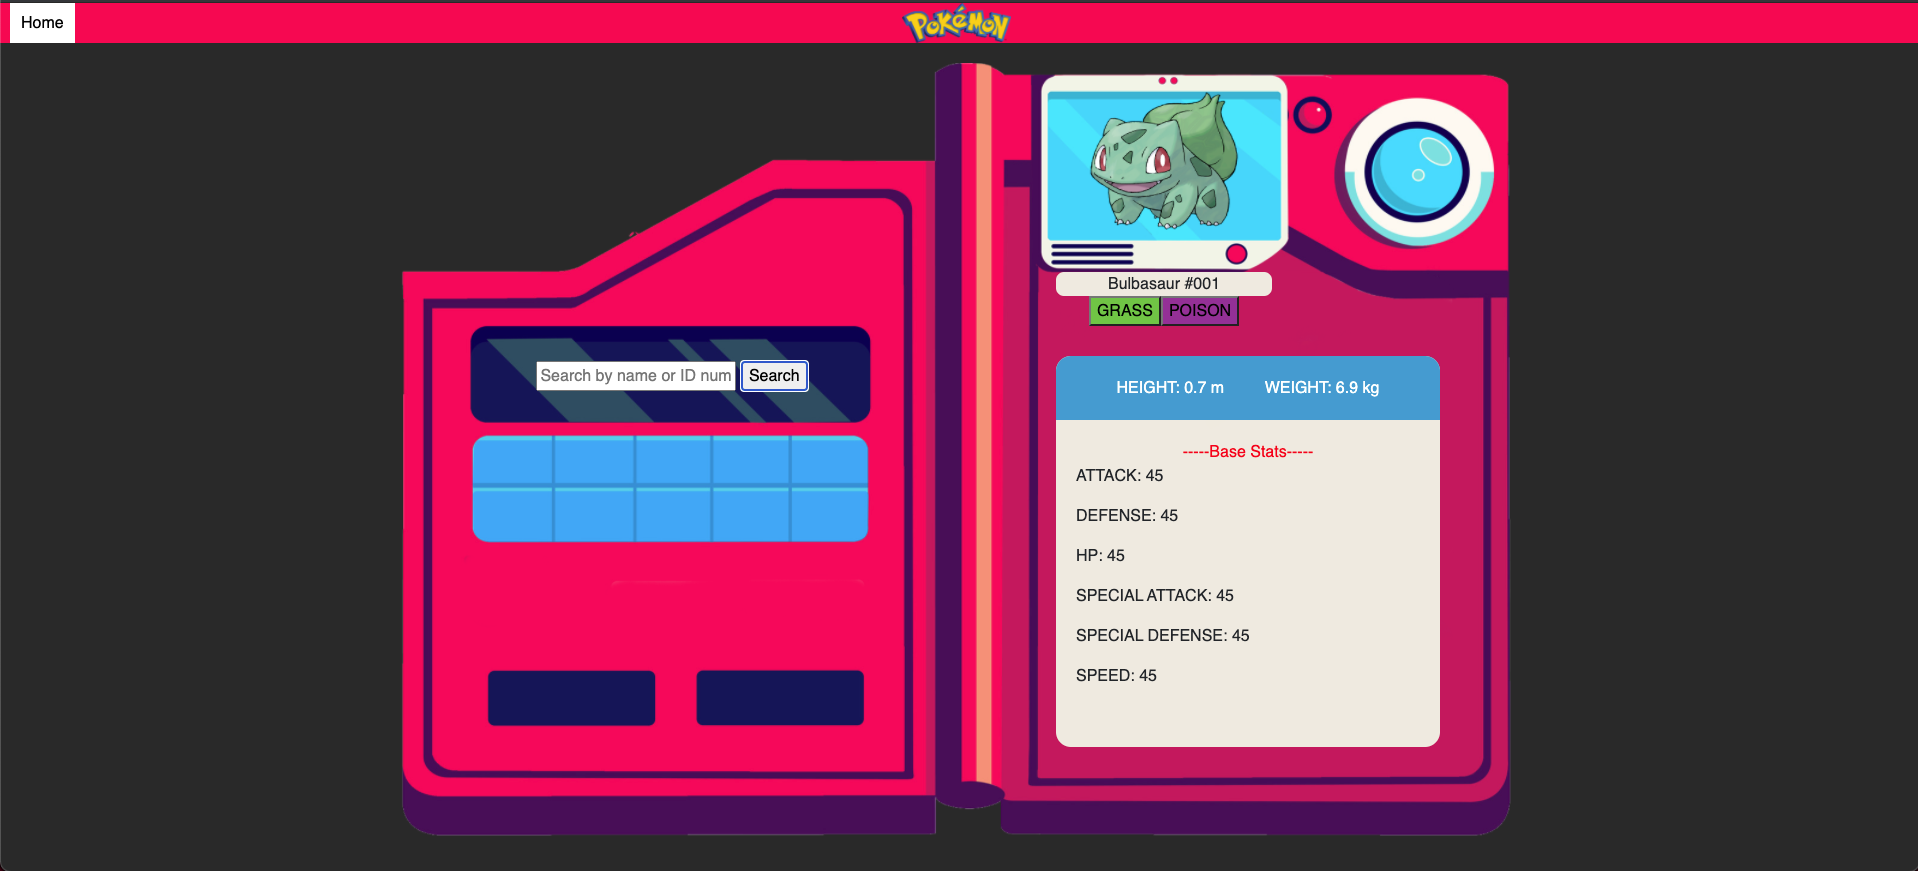 Home
POKéMON
Search by name or ID num
Search
Bulbasaur #001
GRASS POISON
HEIGHT: 0.7 m WEIGHT: 6.9 kg
-----Base Stats-----
ATTACK: 45
DEFENSE: 45
HP: 45
SPECIAL ATTACK: 45
SPECIAL DEFENSE: 45
SPEED: 45